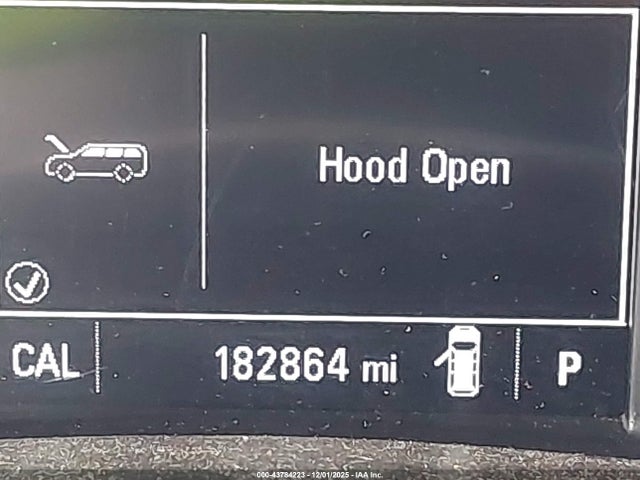 Hood Open
CAL 182864 mi P
000-43784223 - 12/01/2025 - IAA Inc.